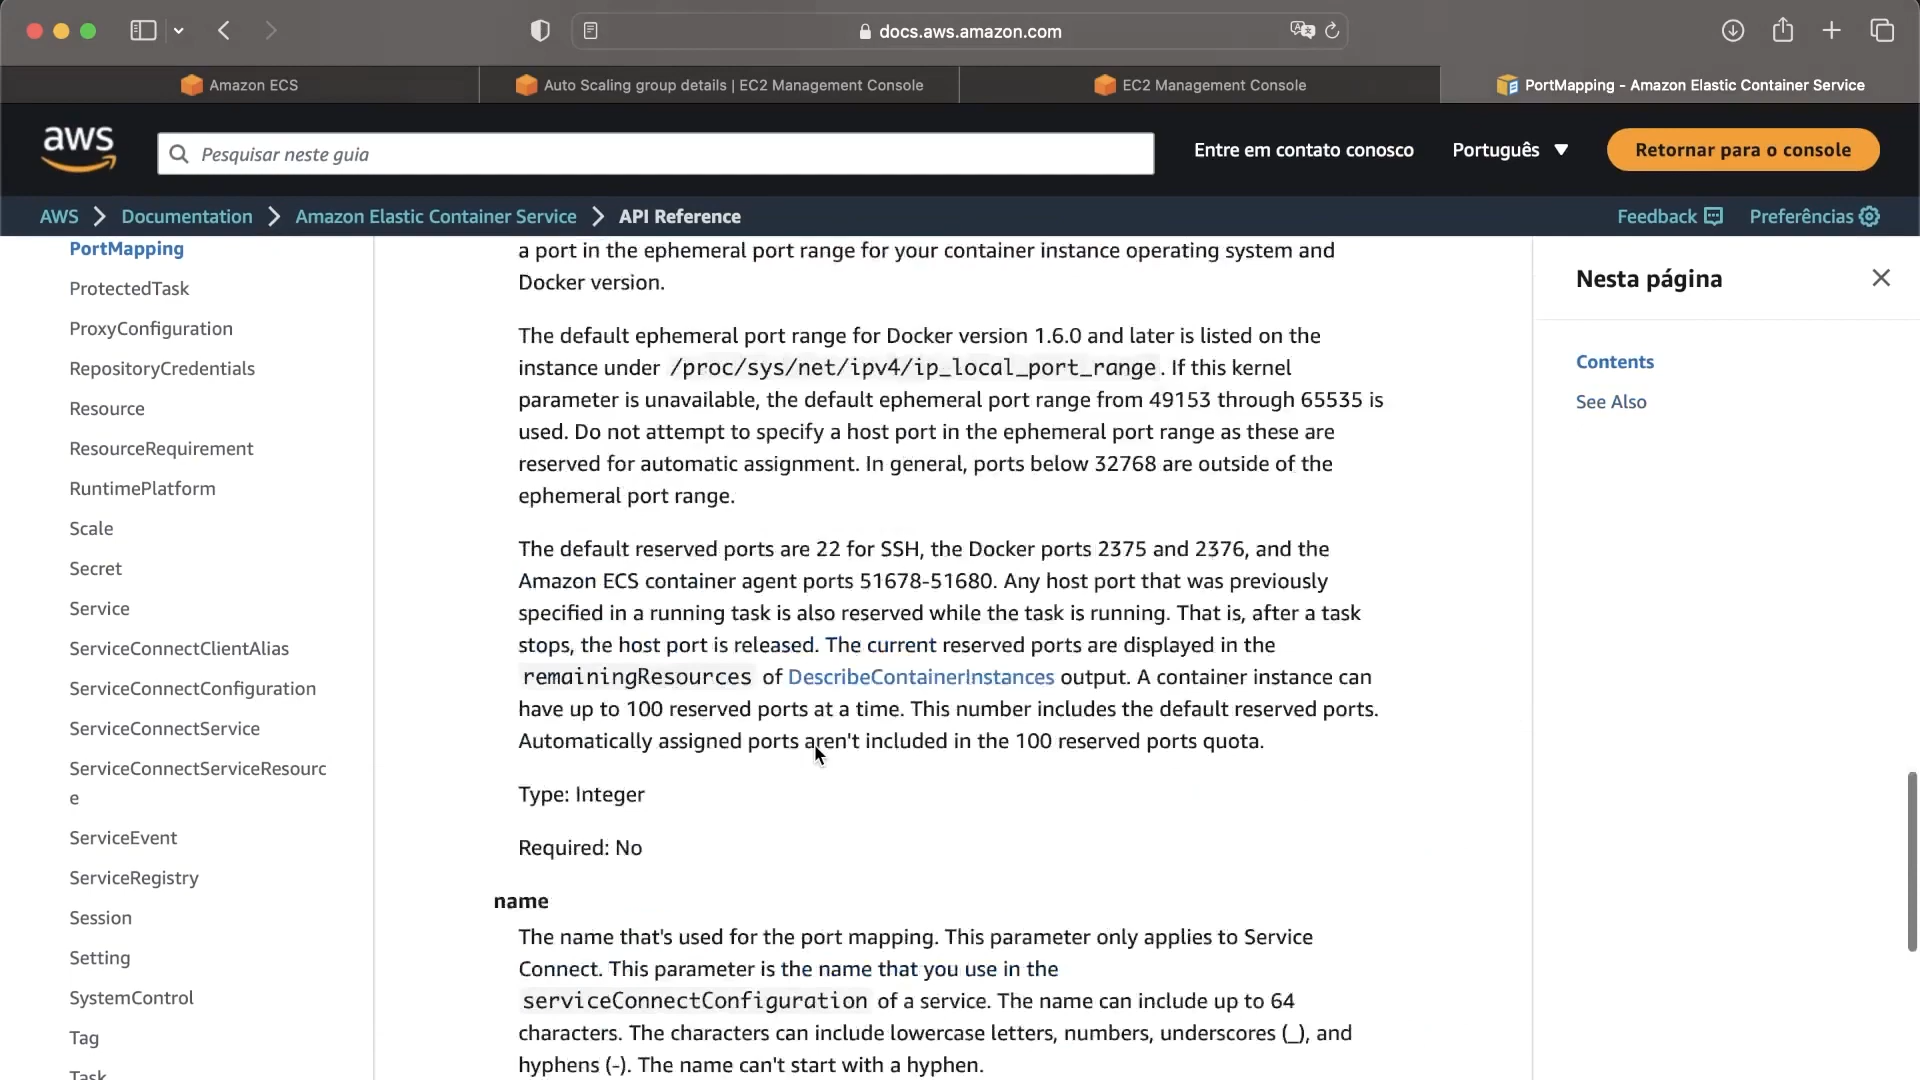 docs.aws.amazon.com
Amazon ECS
Auto Scaling group details | EC2 Management Console
EC2 Management Console
PortMapping - Amazon Elastic Container Service
aws
Pesquisar neste guia
Entre em contato conosco
Português
Retornar para o console
AWS
Documentation
Amazon Elastic Container Service
API Reference
Feedback
Preferências
PortMapping
ProtectedTask
ProxyConfiguration
RepositoryCredentials
Resource
ResourceRequirement
RuntimePlatform
Scale
Secret
Service
ServiceConnectClientAlias
ServiceConnectConfiguration
ServiceConnectService
ServiceConnectServiceResourc
e
ServiceEvent
ServiceRegistry
Session
Setting
SystemControl
Tag
Task
a port in the ephemeral port range for your container instance operating system and
Docker version.
The default ephemeral port range for Docker version 1.6.0 and later is listed on the
instance under /proc/sys/net/ipv4/ip_local_port_range. If this kernel
parameter is unavailable, the default ephemeral port range from 49153 through 65535 is
used. Do not attempt to specify a host port in the ephemeral port range as these are
reserved for automatic assignment. In general, ports below 32768 are outside of the
ephemeral port range.
The default reserved ports are 22 for SSH, the Docker ports 2375 and 2376, and the
Amazon ECS container agent ports 51678-51680. Any host port that was previously
specified in a running task is also reserved while the task is running. That is, after a task
stops, the host port is released. The current reserved ports are displayed in the
remainingResources of DescribeContainerInstances output. A container instance can
have up to 100 reserved ports at a time. This number includes the default reserved ports.
Automatically assigned ports aren't included in the 100 reserved ports quota.
Type: Integer
Required: No
name
The name that's used for the port mapping. This parameter only applies to Service
Connect. This parameter is the name that you use in the
serviceConnectConfiguration of a service. The name can include up to 64
characters. The characters can include lowercase letters, numbers, underscores (_), and
hyphens (-). The name can't start with a hyphen.
Nesta página
Contents
See Also